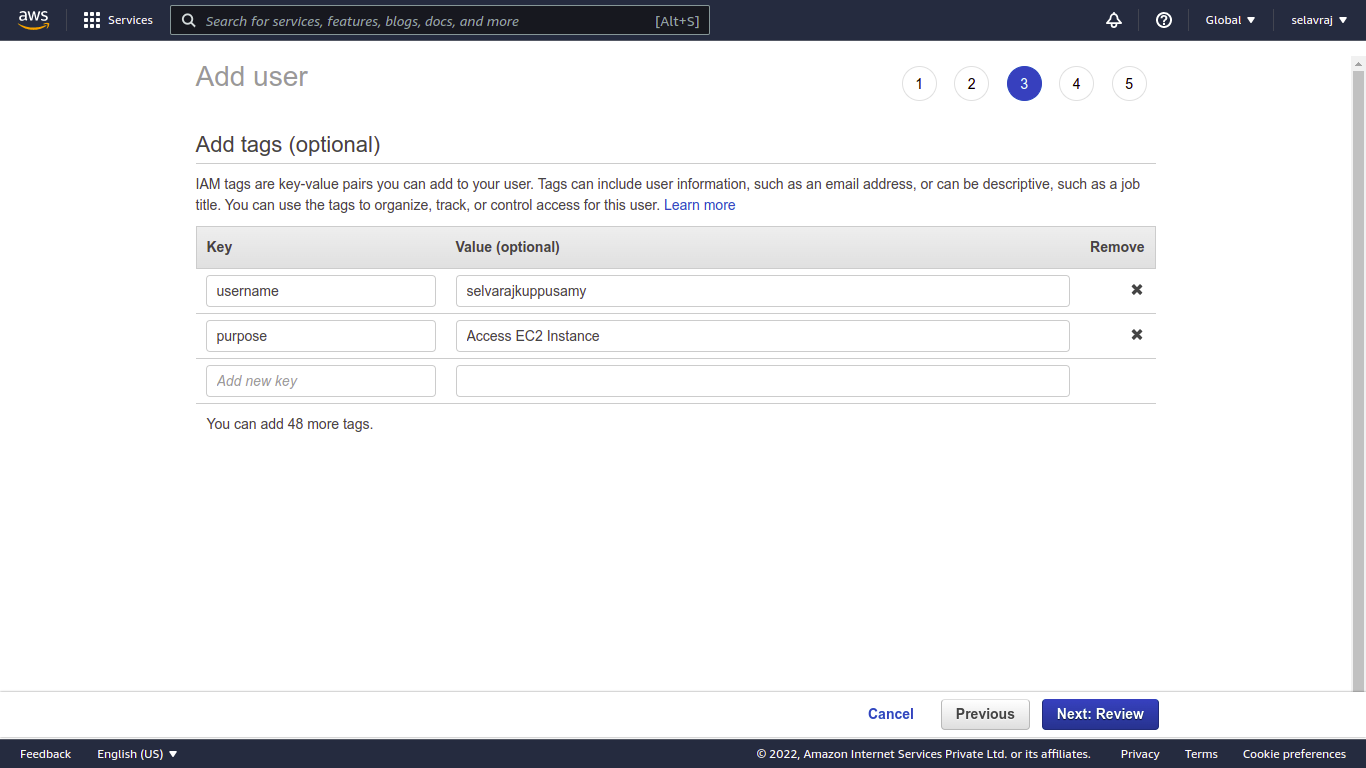 aws Services Search for services, features, blogs, docs, and more [Alt+S] Global selavraj
Add user 1 2 3 4 5
Add tags (optional)
IAM tags are key-value pairs you can add to your user. Tags can include user information, such as an email address, or can be descriptive, such as a job
title. You can use the tags to organize, track, or control access for this user. Learn more
Key Value (optional) Remove
username selvarajkuppusamy
purpose Access EC2 Instance
Add new key
You can add 48 more tags.
Cancel Previous Next: Review
Feedback English (US) © 2022, Amazon Internet Services Private Ltd. or its affiliates. Privacy Terms Cookie preferences